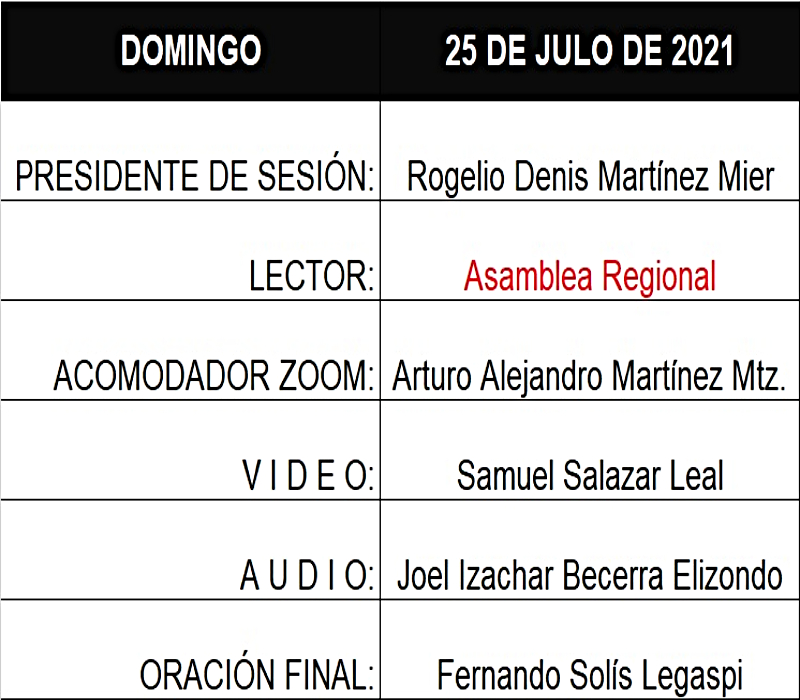 DOMINGO 25 DE JULO DE 2021
PRESIDENTE DE SESIÓN: Rogelio Denis Martínez Mier
LECTOR: Asamblea Regional
ACOMODADOR ZOOM: Arturo Alejandro Martínez Mtz.
V I D E O: Samuel Salazar Leal
A U D I O: Joel Izachar Becerra Elizondo
ORACIÓN FINAL: Fernando Solís Legaspi